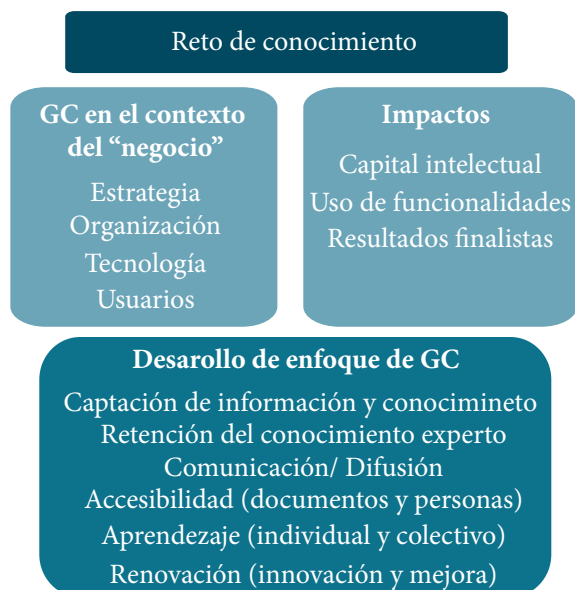 Reto de conocimiento
GC en el contexto
del “negocio”
Estrategia
Organización
Tecnología
Usuarios
Impactos
Capital intelectual
Uso de funcionalidades
Resultados finalistas
Desarollo de enfoque de GC
Captación de información y conocimineto
Retención del conocimiento experto
Comunicación/ Difusión
Accesibilidad (documentos y personas)
Aprendezaje (individual y colectivo)
Renovación (innovación y mejora)